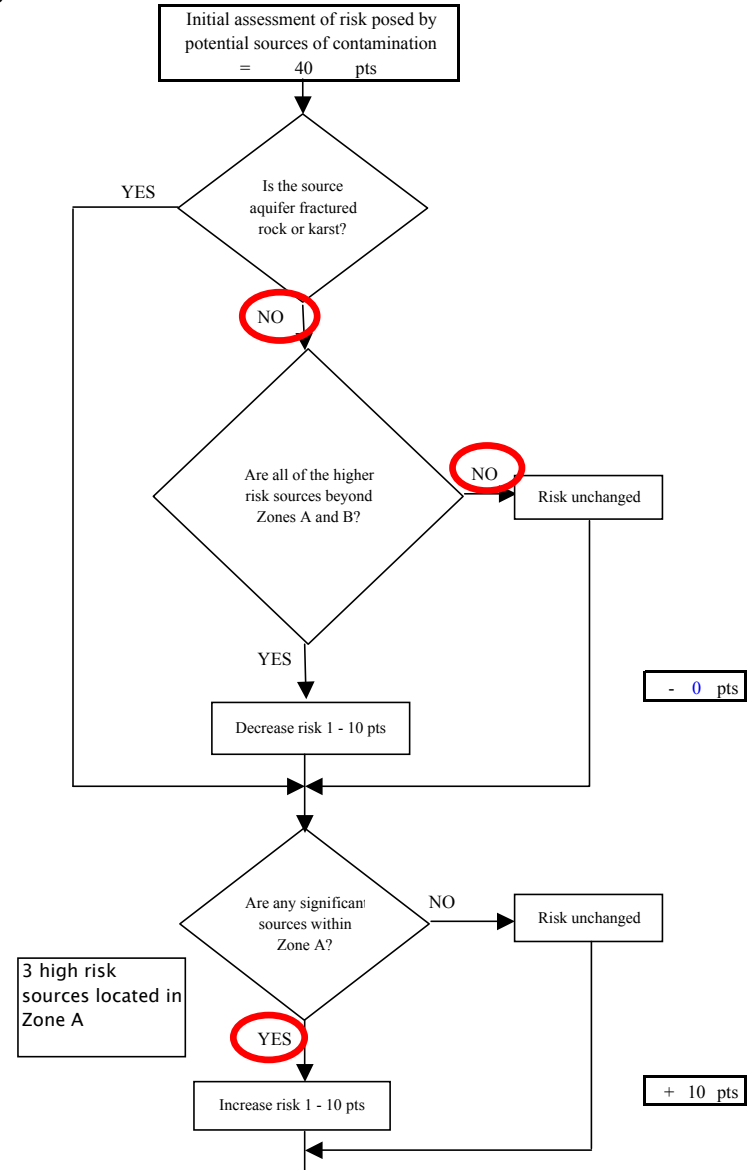 Initial assessment of risk posed by
potential sources of contamination
= 40 pts
YES
Is the source
aquifer fractured
rock or karst?
NO
Are all of the higher
risk sources beyond
Zones A and B?
NO
Risk unchanged
YES
- 0 pts
Decrease risk 1 - 10 pts
Are any significant
sources within
Zone A?
NO
Risk unchanged
3 high risk
sources located in
Zone A
YES
Increase risk 1 - 10 pts
+ 10 pts